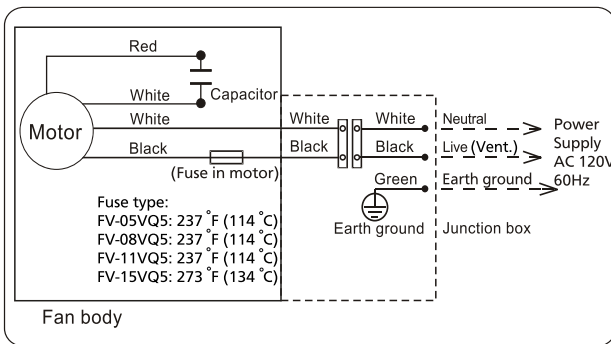 Red
White
Capacitor
White
Motor
Black
(Fuse in motor)
White
White
Black
Black
Green
Earth ground
Neutral
Live (Vent.)
Earth ground
Power
Supply
AC 120V
60Hz
Junction box
Fuse type:
FV-05VQ5: 237 °F (114 °C)
FV-08VQ5: 237 °F (114 °C)
FV-11VQ5: 237 °F (114 °C)
FV-15VQ5: 273 °F (134 °C)
Fan body